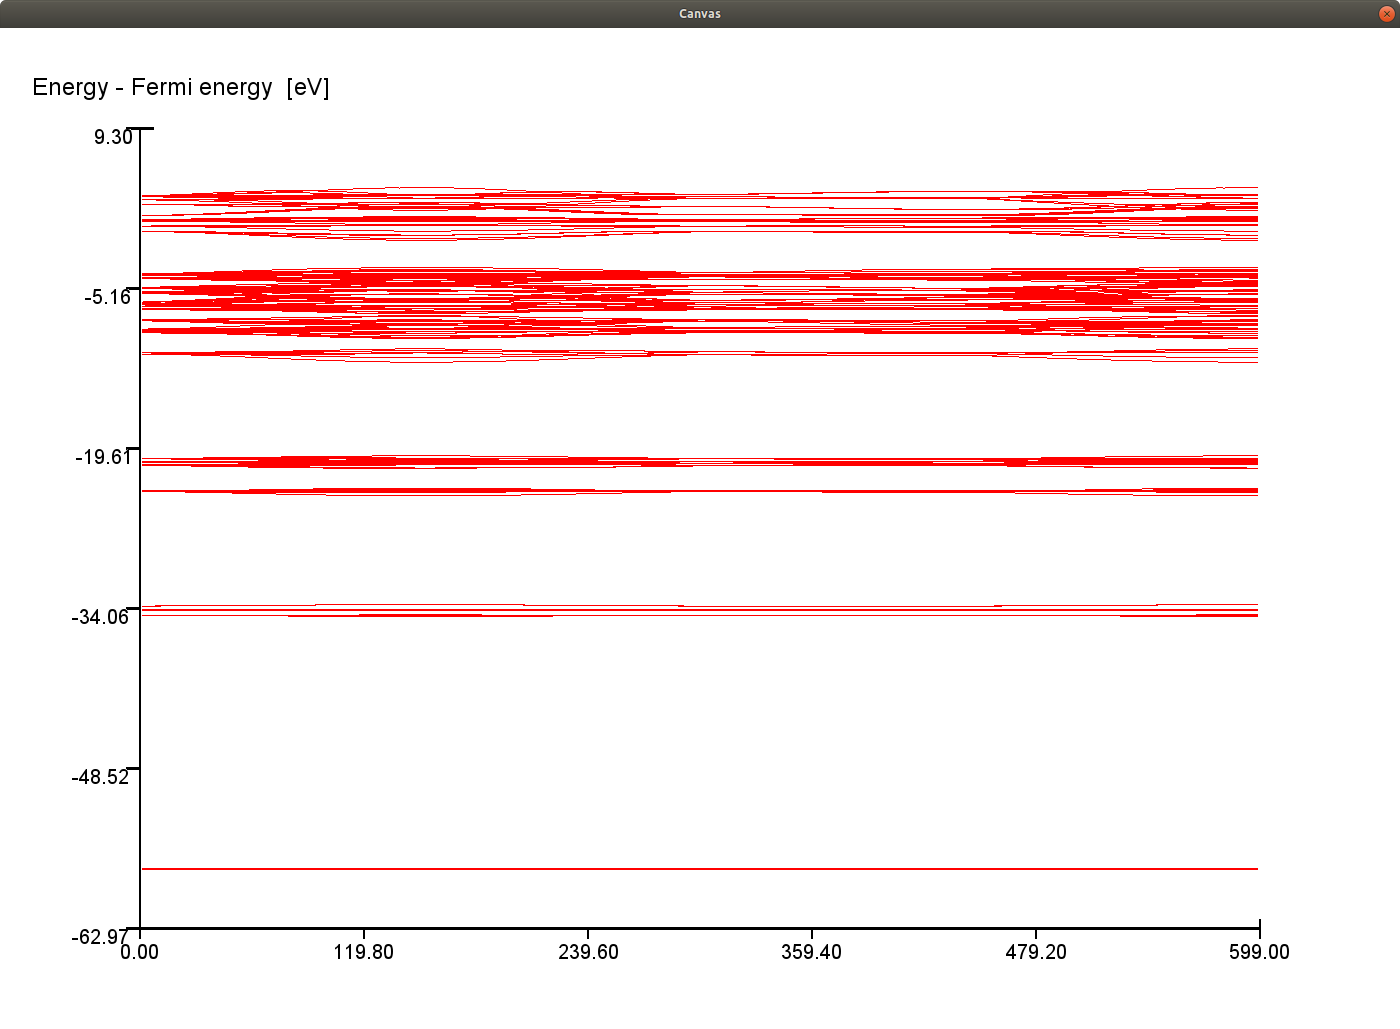 Canvas
Energy - Fermi energy  [eV]
9.30
-5.16
-19.61
-34.06
-48.52
-62.97
0.00 119.80 239.60 359.40 479.20 599.00